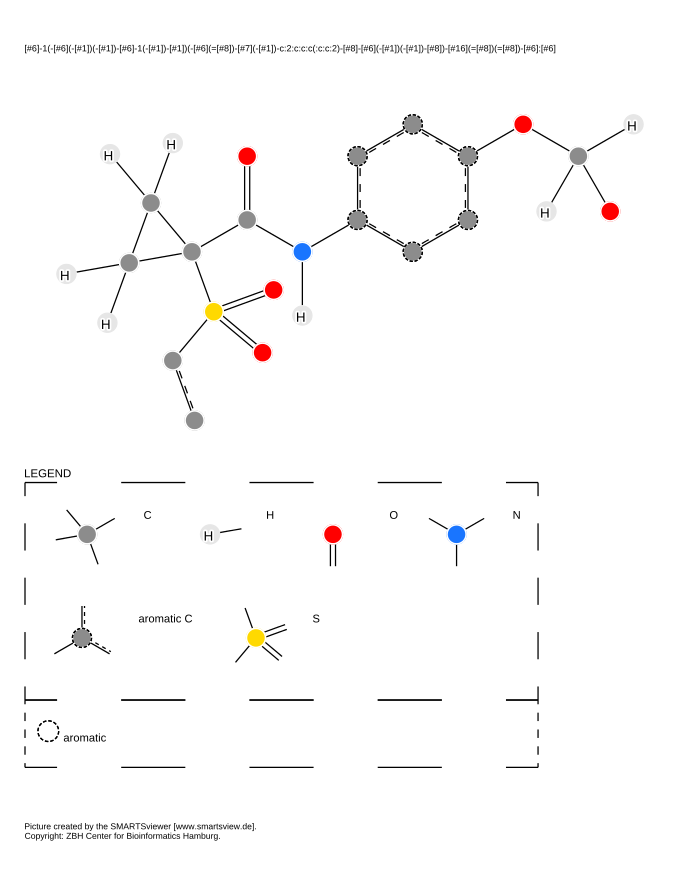 [#6]-1(-[#6](-[#1])(-[#1])-[#6]-1(-[#1])-[#1])(-[#6](=[#8])-[#7](-[#1])-c:2:c:c:c(:c:c:2)-[#8]-[#6](-[#1])(-[#1])-[#8])-[#16](=[#8])(=[#8])-[#6]:[#6]
H
H
H
H
H
H
H
LEGEND
C
H
H
O
N
aromatic C
S
aromatic
Picture created by the SMARTSviewer [www.smartsview.de].
Copyright: ZBH Center for Bioinformatics Hamburg.